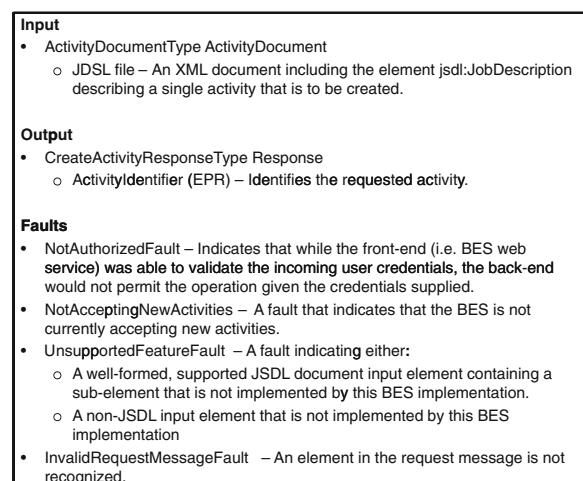 Input
• ActivityDocumentType ActivityDocument
o JDSL file – An XML document including the element jsdl:JobDescription
describing a single activity that is to be created.
Output
• CreateActivityResponseType Response
o ActivityIdentifier (EPR) – Identifies the requested activity.
Faults
• NotAuthorizedFault – Indicates that while the front-end (i.e. BES web
service) was able to validate the incoming user credentials, the back-end
would not permit the operation given the credentials supplied.
• NotAcceptingNewActivities – A fault that indicates that the BES is not
currently accepting new activities.
• UnsupportedFeatureFault – A fault indicating either:
o A well-formed, supported JSDL document input element containing a
sub-element that is not implemented by this BES implementation.
o A non-JSDL input element that is not implemented by this BES
implementation
• InvalidRequestMessageFault – An element in the request message is not
recognized.